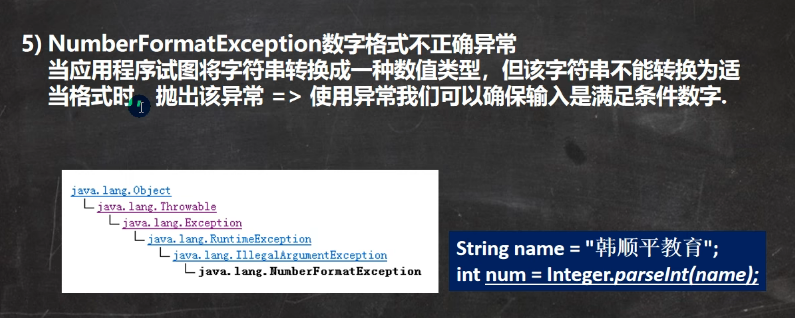 5) NumberFormatException数字格式不正确异常
当应用程序试图将字符串转换成一种数值类型，但该字符串不能转换为适
当格式时，抛出该异常 => 使用异常我们可以确保输入是满足条件数字.
java.lang.Object
java.lang.Throwable
java.lang.Exception
java.lang.RuntimeException
java.lang.IllegalArgumentException
java.lang.NumberFormatException
String name = "韩顺平教育";
int num = Integer.parseInt(name);